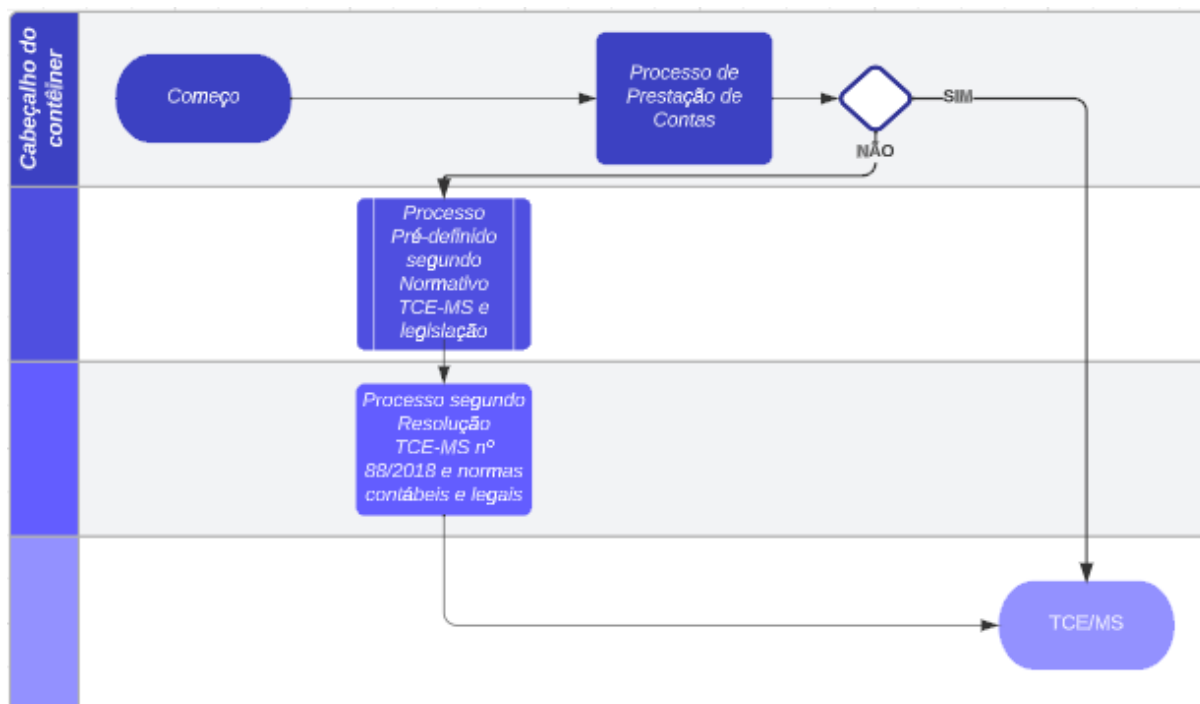 Cabeçalho do
contêiner
Começo
Processo de
Prestação de
Contas
SIM
NÃO
Processo
Pré-definido
segundo
Normativo
TCE-MS e
legislação
Processo segundo
Resolução
TCE-MS nº
88/2018 e normas
contábeis e legais
TCE/MS